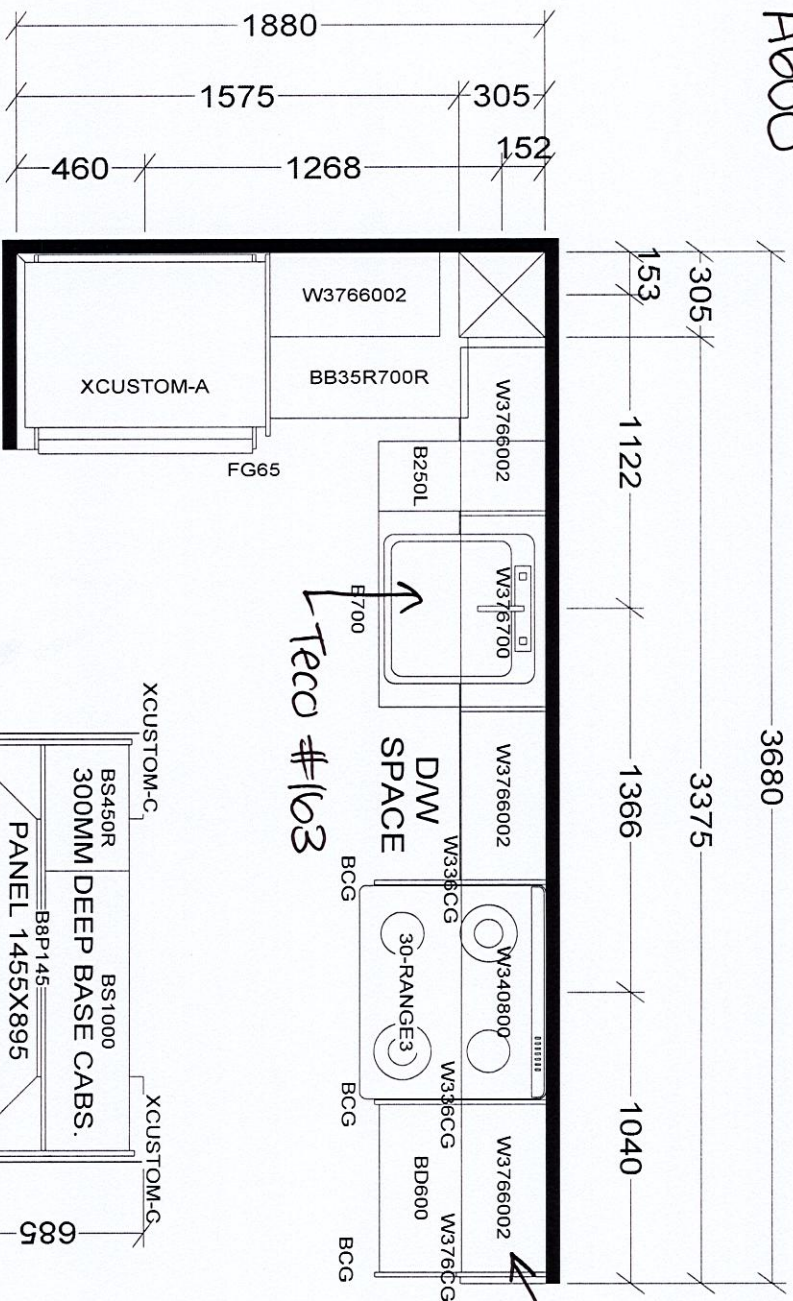 A600
1880
1575
305
460
1268
152
153
305
1122
3680
3375
1366
1040
W3766002
BB35R700R
XCUSTOM-A
FG65
W3766002
B250L
W376700
B700
Teco #163
W3766002
D/W
SPACE
W336CG
BCG
W340800
30-RANGE3
W336CG
BCG
W3766002
BD600
W376CG
BCG
XCUSTOM-C
BS450R
BS1000
300MM DEEP BASE CABS.
B8P145
PANEL 1455X895
XCUSTOM-C
685